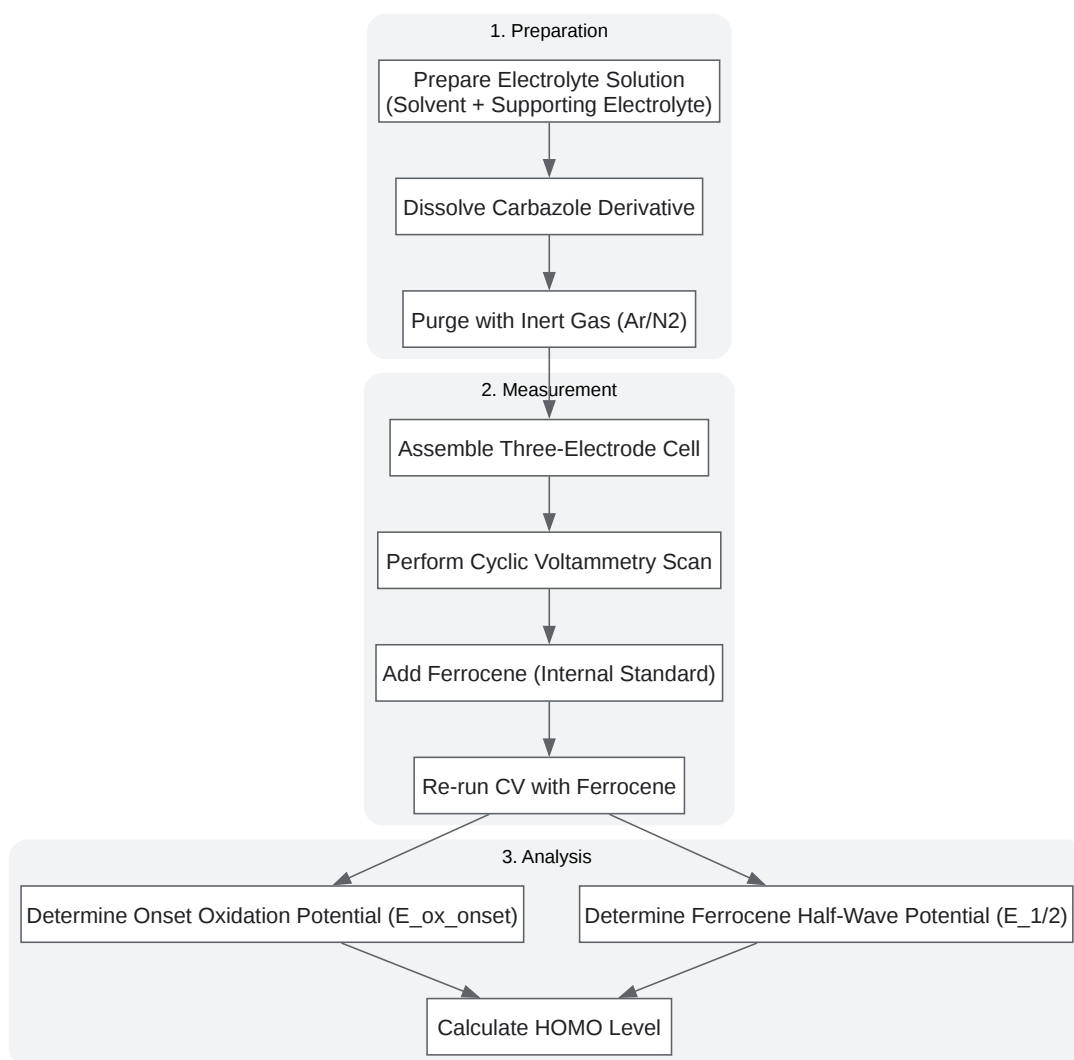 1. Preparation
Prepare Electrolyte Solution
(Solvent + Supporting Electrolyte)
Dissolve Carbazole Derivative
Purge with Inert Gas (Ar/N2)
2. Measurement
Assemble Three-Electrode Cell
Perform Cyclic Voltammetry Scan
Add Ferrocene (Internal Standard)
Re-run CV with Ferrocene
3. Analysis
Determine Onset Oxidation Potential (E_ox_onset)
Determine Ferrocene Half-Wave Potential (E_1/2)
Calculate HOMO Level